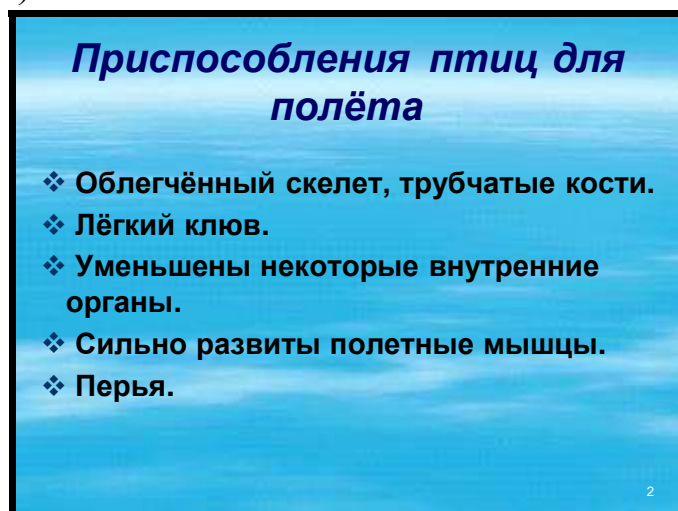 Приспособления птиц для
полёта
❖ Облегчённый скелет, трубчатые кости.
❖ Лёгкий клюв.
❖ Уменьшены некоторые внутренние
органы.
❖ Сильно развиты полетные мышцы.
❖ Перья.
2